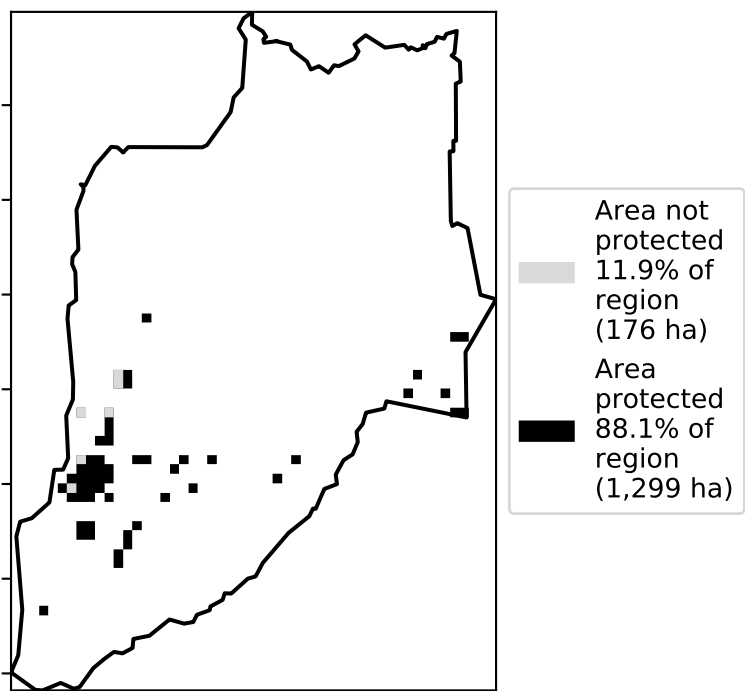 Area not
protected
11.9% of
region
(176 ha)
Area
protected
88.1% of
region
(1,299 ha)